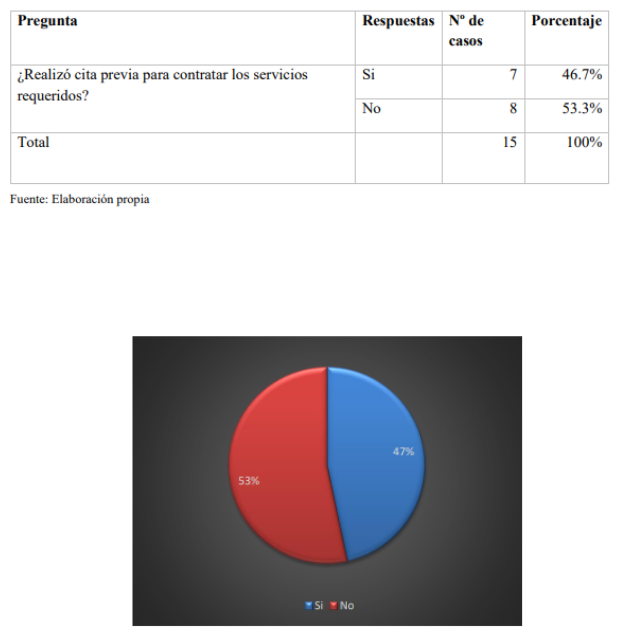 Pregunta Respuestas Nº de
casos Porcentaje
¿Realizó cita previa para contratar los servicios
requeridos?
Si 7 46.7%
No 8 53.3%
Total 15 100%
Fuente: Elaboración propia
47%
53%
Si No